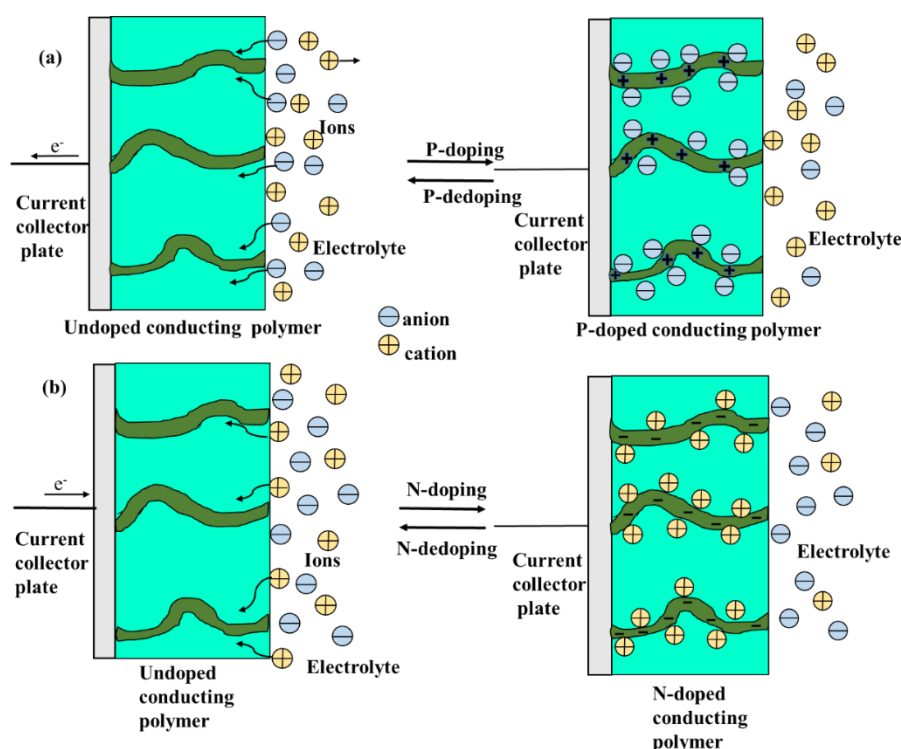 (a)
Ions
e-
Current
collector
plate
Electrolyte
Undoped conducting polymer
P-doping
P-dedoping
Current
collector
plate
Electrolyte
P-doped conducting polymer
anion
cation
(b)
e-
Current
collector
plate
Ions
Electrolyte
Undoped
conducting
polymer
N-doping
N-dedoping
Current
collector
plate
Electrolyte
N-doped
conducting
polymer